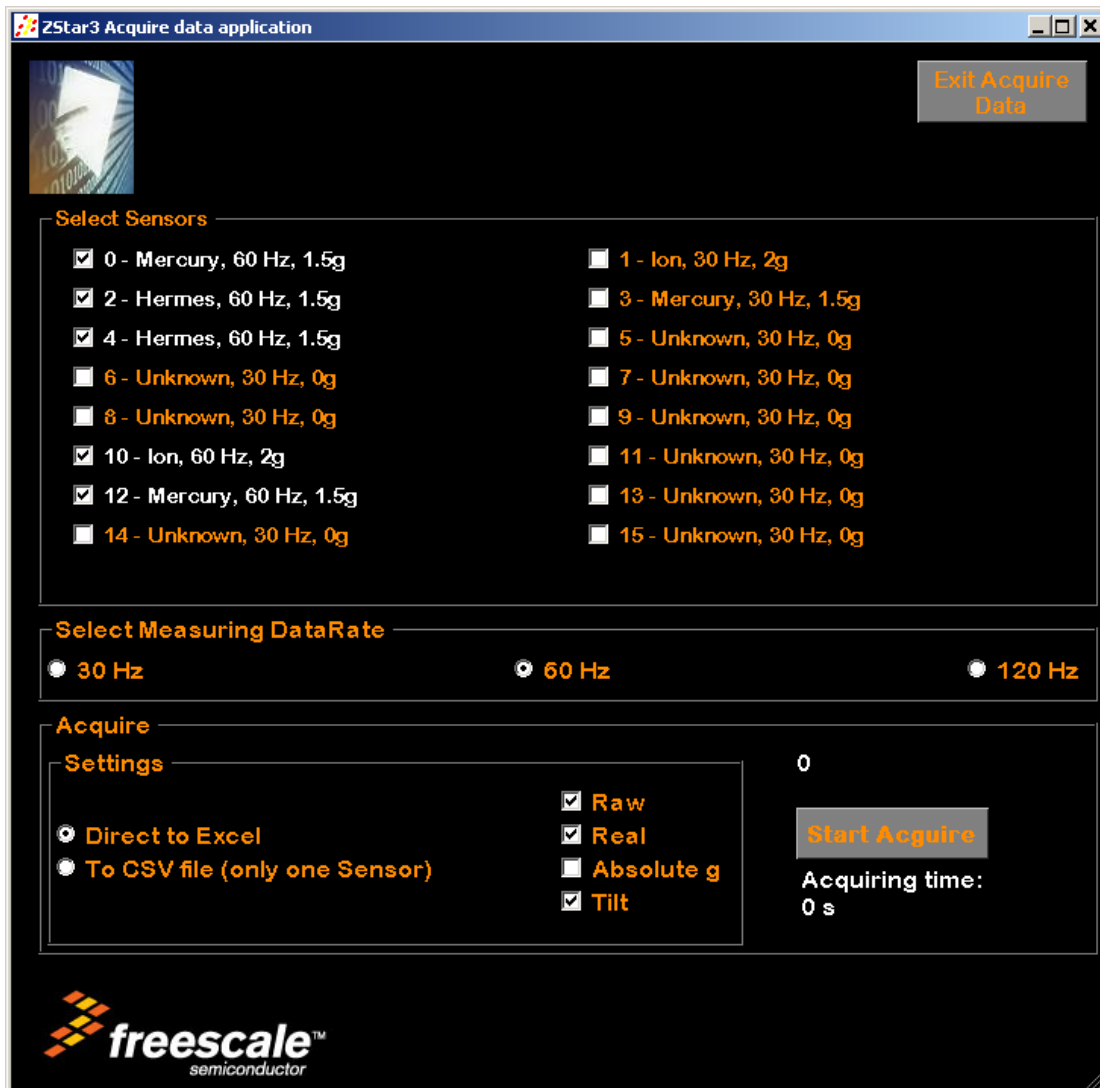 ZStar3 Acquire data application
Exit Acquire
Data
Select Sensors
0 - Mercury, 60 Hz, 1.5g
1 - Ion, 30 Hz, 2g
2 - Hermes, 60 Hz, 1.5g
3 - Mercury, 30 Hz, 1.5g
4 - Hermes, 60 Hz, 1.5g
5 - Unknown, 30 Hz, 0g
6 - Unknown, 30 Hz, 0g
7 - Unknown, 30 Hz, 0g
8 - Unknown, 30 Hz, 0g
9 - Unknown, 30 Hz, 0g
10 - Ion, 60 Hz, 2g
11 - Unknown, 30 Hz, 0g
12 - Mercury, 60 Hz, 1.5g
13 - Unknown, 30 Hz, 0g
14 - Unknown, 30 Hz, 0g
15 - Unknown, 30 Hz, 0g
Select Measuring DataRate
30 Hz
60 Hz
120 Hz
Acquire
Settings
0
Raw
Direct to Excel
Real
Start Acquire
To CSV file (only one Sensor)
Absolute g
Acquiring time:
Tilt
0 s
freescale™
semiconductor